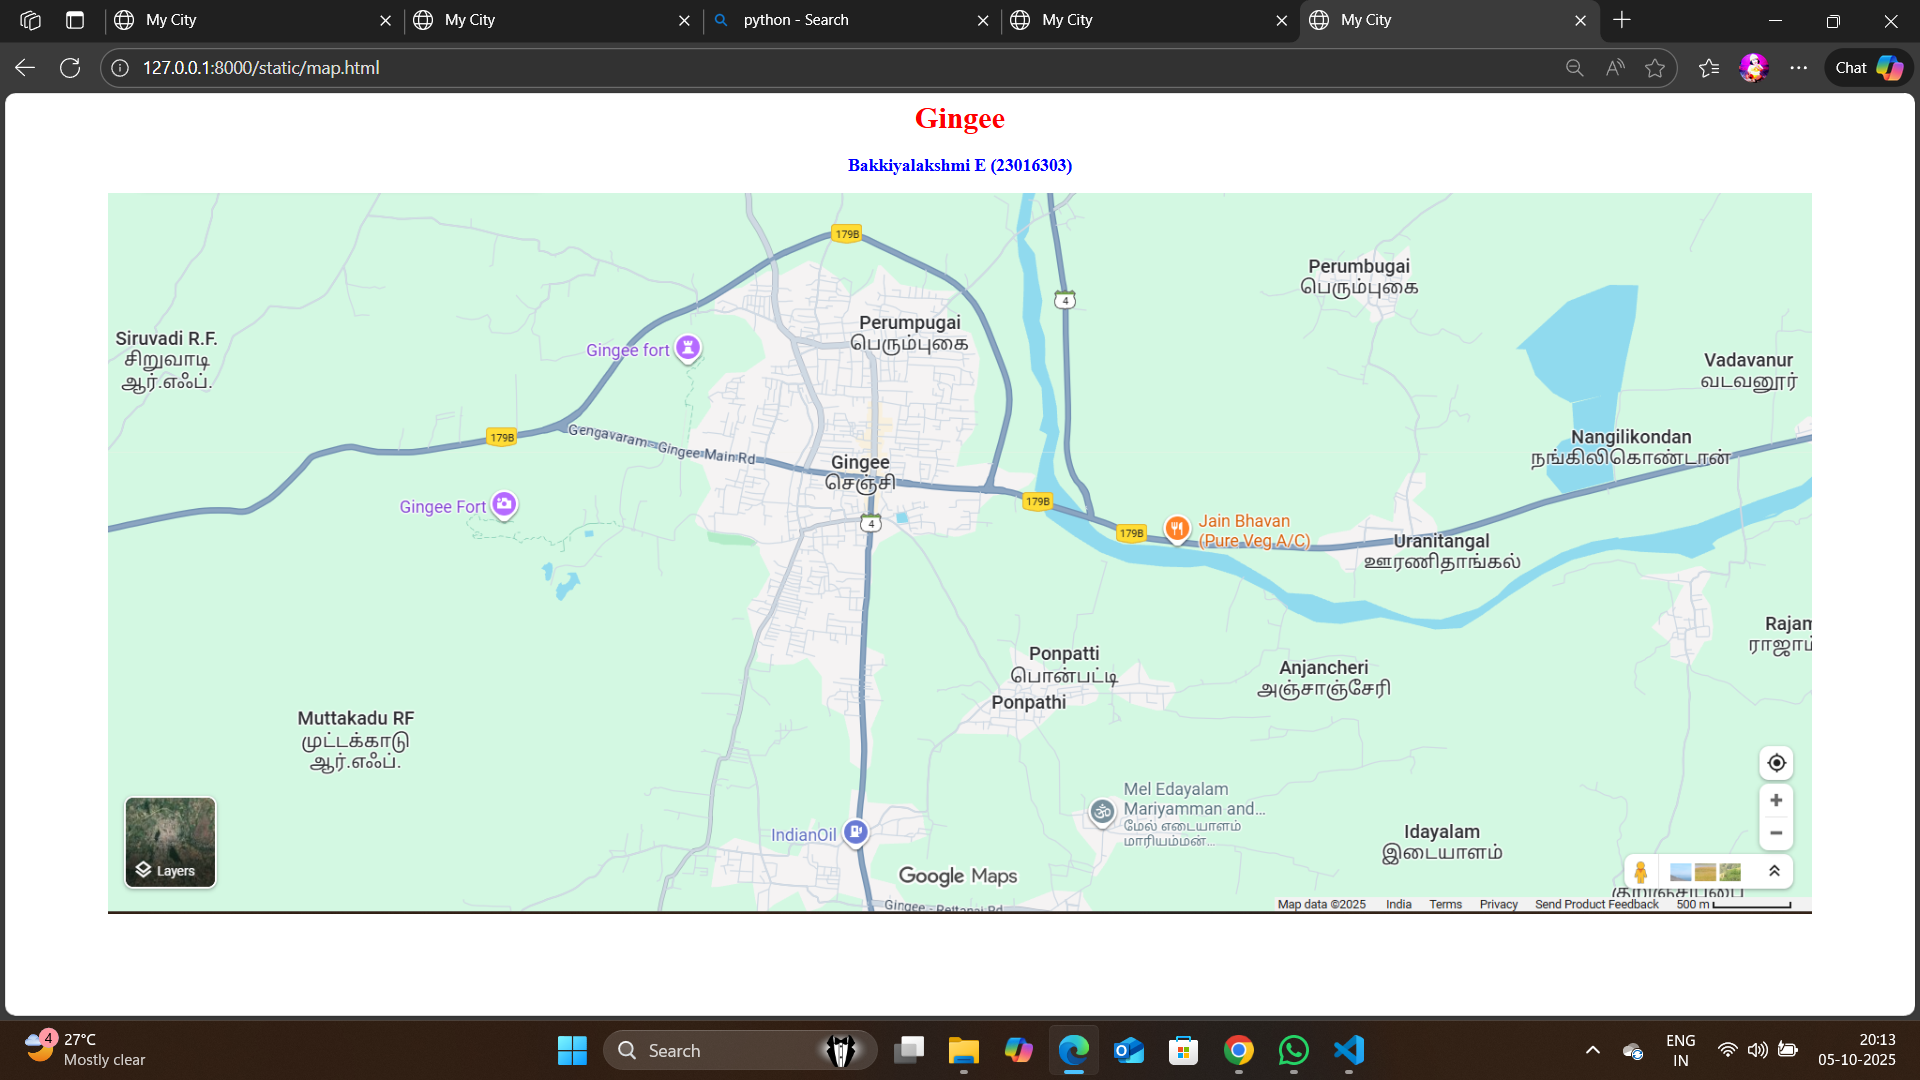 My City
My City
python - Search
My City
My City
127.0.0.1:8000/static/map.html
Chat
Gingee
Bakkiyalakshmi E (23016303)
179B
Perumbugai
பெரும்புகை
4
Perumpugai
பெரும்புகை
Siruvadi R.F.
சிறுவாடி
ஆர்.எஃப்.
Gingee fort
Vadavanur
வடவனூர்
179B
Gengavaram - Gingee Main Rd
Nangilikondan
நங்கிலிகொண்டான்
Gingee
செஞ்சி
Gingee Fort
179B
4
179B
Jain Bhavan
(Pure Veg A/C)
Uranitangal
ஊரணிதாங்கல்
Ponpatti
பொன்பட்டி
Ponpathi
Anjancheri
அஞ்சாஞ்சேரி
Muttakadu RF
முட்டக்காடு
ஆர்.எஃப்.
Mel Edayalam
Mariyamman and...
மேல் எடையாளம்
மாரியம்மன்...
IndianOil
Idayalam
இடையாளம்
Layers
Google Maps
Map data ©2025 India Terms Privacy Send Product Feedback 500 m
4
27°C
Mostly clear
Search
ENG
IN
20:13
05-10-2025